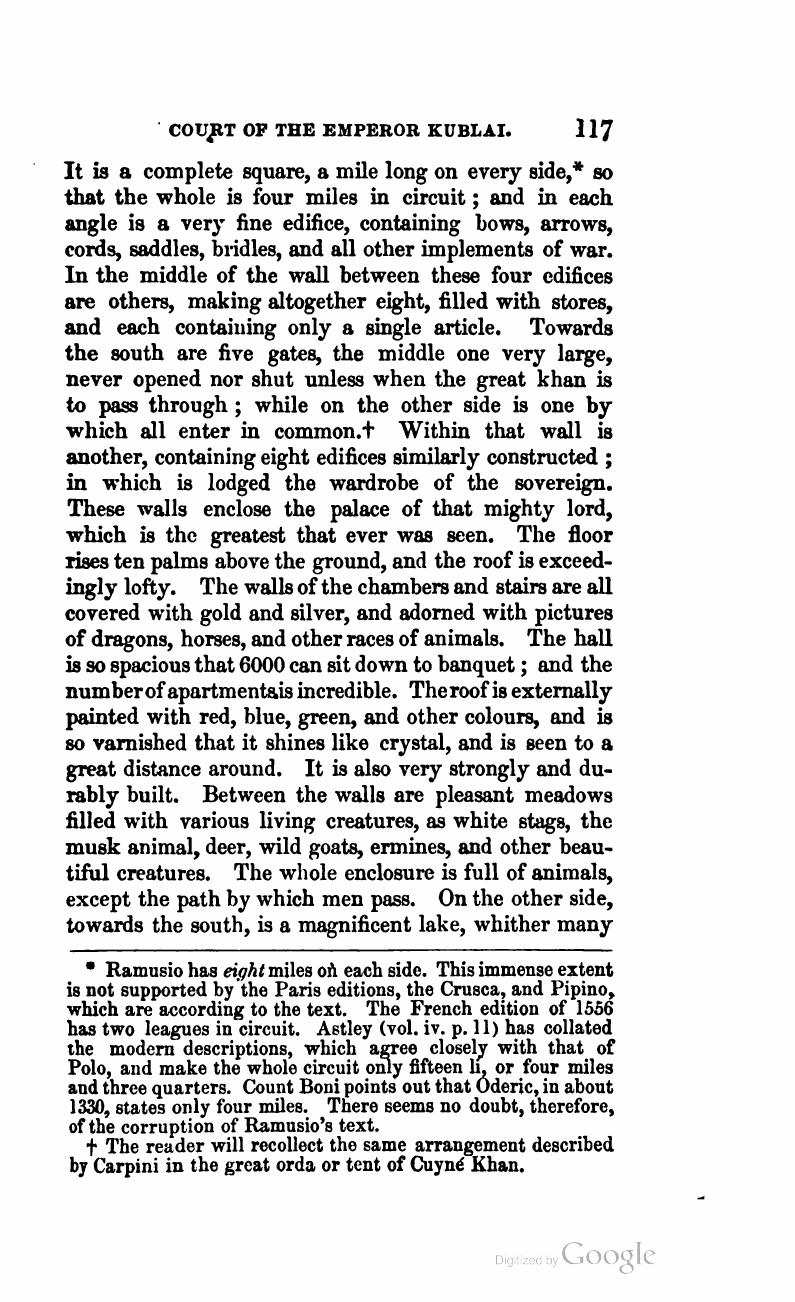 COURT OF THE EMPEROR KUBLAI. 117
It is a complete square, a mile long on every side,* so
that the whole is four miles in circuit ; and in each
angle is a very fine edifice, containing bows, arrows,
cords, saddles, bridles, and all other implements of war.
In the middle of the wall between these four edifices
are others, making altogether eight, filled with stores,
and each containing only a single article. Towards
the south are five gates, the middle one very large,
never opened nor shut unless when the great khan is
to pass through ; while on the other side is one by
which all enter in common.† Within that wall is
another, containing eight edifices similarly constructed ;
in which is lodged the wardrobe of the sovereign.
These walls enclose the palace of that mighty lord,
which is the greatest that ever was seen. The floor
rises ten palms above the ground, and the roof is exceed-
ingly lofty. The walls of the chambers and stairs are all
covered with gold and silver, and adorned with pictures
of dragons, horses, and other races of animals. The hall
is so spacious that 6000 can sit down to banquet ; and the
number of apartments is incredible. The roof is externally
painted with red, blue, green, and other colours, and is
so varnished that it shines like crystal, and is seen to a
great distance around. It is also very strongly and du-
rably built. Between the walls are pleasant meadows
filled with various living creatures, as white stags, the
musk animal, deer, wild goats, ermines, and other beau-
tiful creatures. The whole enclosure is full of animals,
except the path by which men pass. On the other side,
towards the south, is a magnificent lake, whither many
* Ramusio has eight miles on each side. This immense extent
is not supported by the Paris editions, the Crusca, and Pipino,
which are according to the text. The French edition of 1556
has two leagues in circuit. Astley (vol. iv. p. 11) has collated
the modern descriptions, which agree closely with that of
Polo, and make the whole circuit only fifteen li, or four miles
and three quarters. Count Boni points out that Oderic, in about
1330, states only four miles. There seems no doubt, therefore,
of the corruption of Ramusio's text.
† The reader will recollect the same arrangement described
by Carpini in the great orda or tent of Cuyné Khan.
Digitized by Google